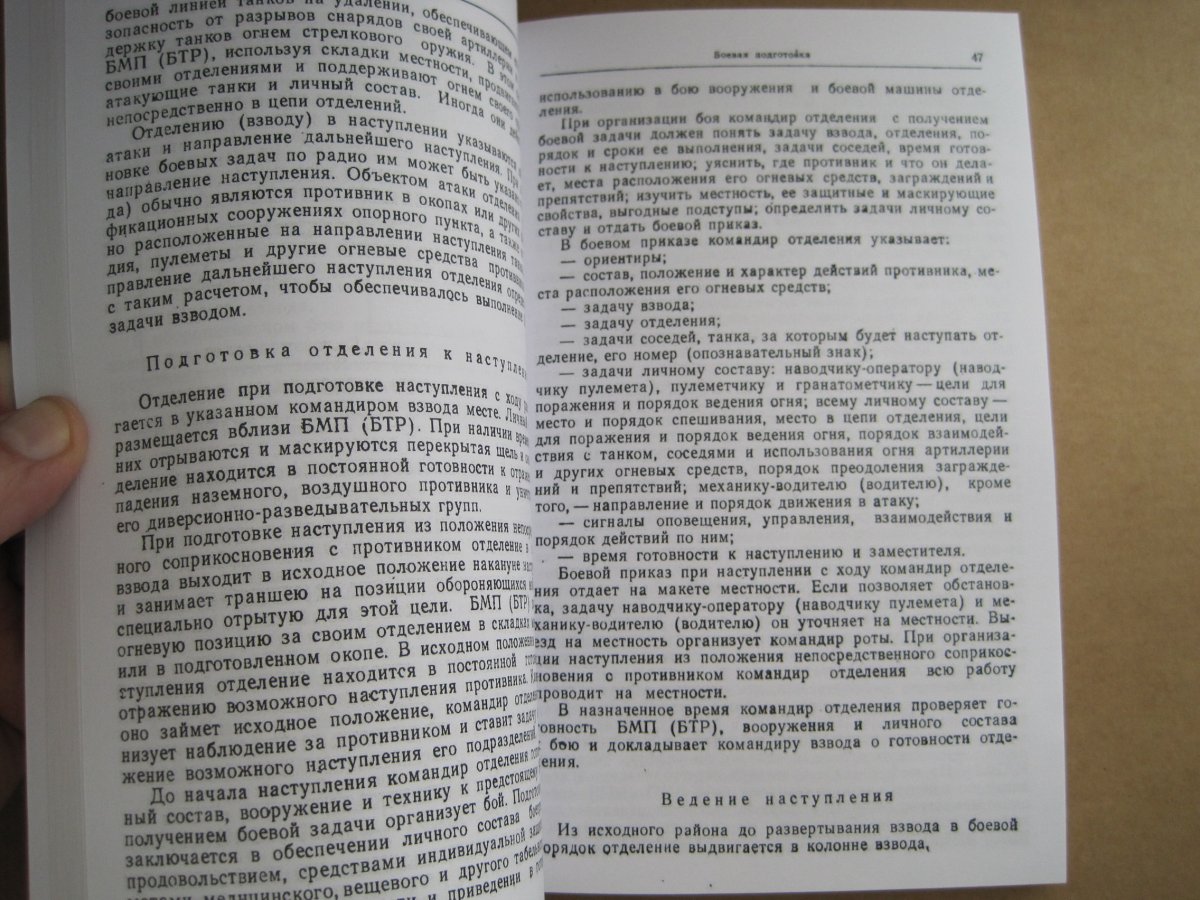 боевой линией танков на удалении, обеспечивающем
зопасность от разрывов снарядов своей артиллерии
держку танков огнем стрелкового оружия. В этом
БМП (БТР), используя складки местности,
своими отделениями и поддерживают огнем своего
атакующие танки и личный состав. Иногда они
непосредственно в цепи отделений.
Отделению (взводу) в наступлении указываются
атаки и направление дальнейшего наступления. При
новке боевых задач по радио им может быть
направление наступления. Объектом атаки отделения
да) обычно являются противник в окопах или других
фикационных сооружениях опорного пункта, а также
но расположенные на направлении наступления
дия, пулеметы и другие огневые средства
правление дальнейшего наступления отделения
с таким расчетом, чтобы обеспечивалось выполнение
задачи взводом.
Подготовка отделения к наступле
Отделение при подготовке наступления с ходу
гается в указанном командиром взвода месте. Личный
размещается вблизи БМП (БТР). При наличии
них отрываются и маскируются перекрытая щель и
деление находится в постоянной готовности к
падения наземного, воздушного противника и
его диверсионно-разведывательных групп.
При подготовке наступления из положения
ного соприкосновения с противником отделение в
взвода выходит в исходное положение накануне
и занимает траншею на позиции обороняющихся
специально отрытую для этой цели. БМП (БТР)
огневую позицию за своим отделением в складках
или в подготовленном окопе. В исходном положении
ступления отделение находится в постоянной
отражению возможного наступления противника.
оно займет исходное положение, командир
низует наблюдение за противником и ставит задачу
жение возможного наступления его подразделений.
До начала наступления командир отделения
ный состав, вооружение и технику к предстоящему
получением боевой задачи организует бой.
заключается в обеспечении личного состава
продовольствием, средствами индивидуальной
медицинского, вещевого и другого
и приведении в
Боевая подготовка 47
использованию в бою вооружения и боевой машины отде-
ления.
При организации боя командир отделения с получением
боевой задачи должен понять задачу взвода, отделения, по-
рядок и сроки ее выполнения, задачи соседей, время готов-
ности к наступлению; уяснить, где противник и что он дела-
ет, места расположения его огневых средств, заграждений и
препятствий; изучить местность, ее защитные и маскирующие
свойства, выгодные подступы; определить задачи личному со-
ставу и отдать боевой приказ.
В боевом приказе командир отделения указывает:
— ориентиры;
— состав, положение и характер действий противника, ме-
ста расположения его огневых средств;
— задачу взвода;
— задачу отделения;
— задачи соседей, танка, за которым будет наступать от-
деление, его номер (опознавательный знак);
— задачи личному составу: наводчику-оператору (навод-
чику пулемета), пулеметчику и гранатометчику — цели для
поражения и порядок ведения огня; всему личному составу —
место и порядок спешивания, место в цепи отделения, цели
для поражения и порядок ведения огня, порядок взаимодей-
ствия с танком, соседями и использования огня артиллерии
и других огневых средств, порядок преодоления загражде-
ний и препятствий; механику-водителю (водителю), кроме
того, — направление и порядок движения в атаку;
— сигналы оповещения, управления, взаимодействия и
порядок действий по ним;
— время готовности к наступлению и заместителя.
Боевой приказ при наступлении с ходу командир отделе-
ния отдает на макете местности. Если позволяет обстанов-
ка, задачу наводчику-оператору (наводчику пулемета) и ме-
ханику-водителю (водителю) он уточняет на местности. Вы-
езд на местность организует командир роты. При организа-
ции наступления из положения непосредственного соприкос-
новения с противником командир отделения всю работу
проводит на местности.
В назначенное время командир отделения проверяет го-
товность БМП (БТР), вооружения и личного состава
бою и докладывает командиру взвода о готовности отде-
ления.
Ведение наступления
Из исходного района до развертывания взвода в боевой
порядок отделение выдвигается в колонне взвода,